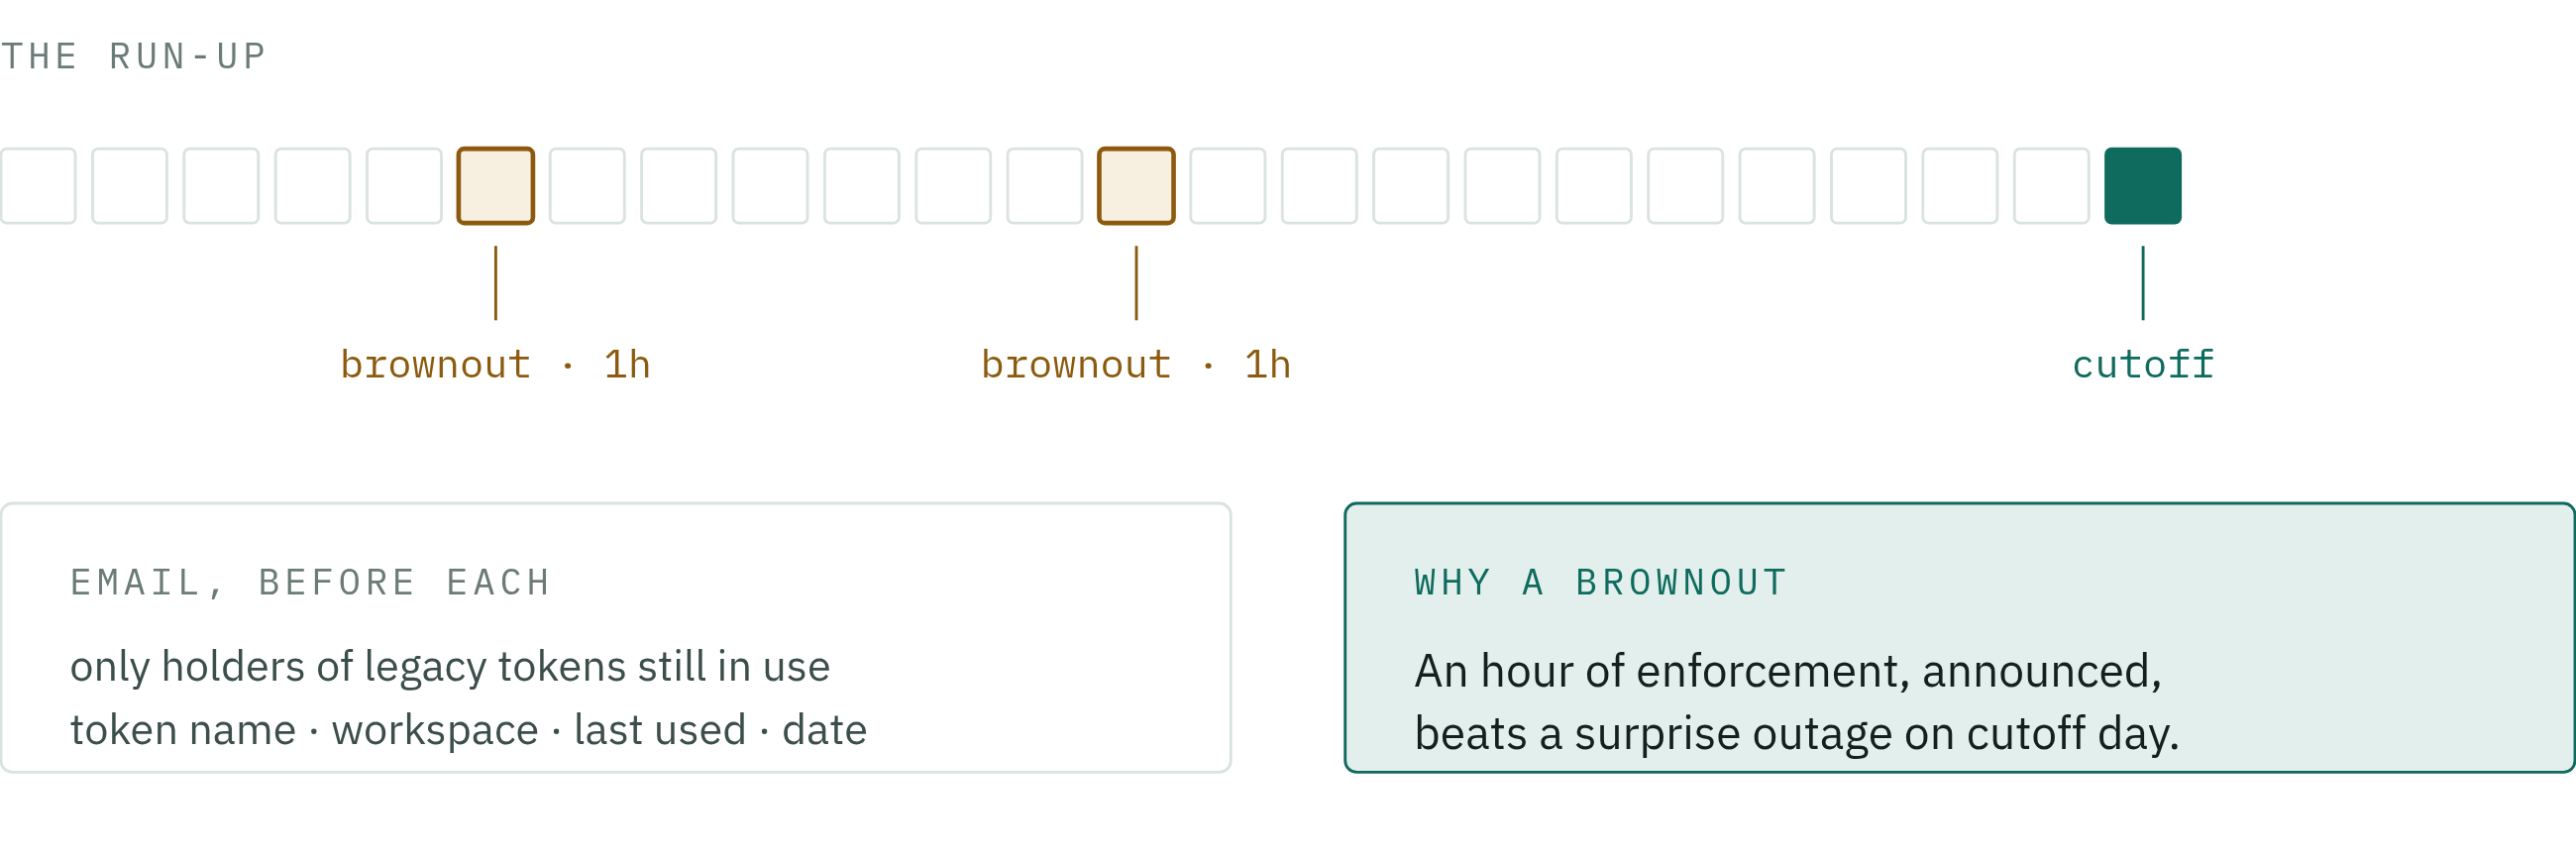 THE RUN-UP
brownout · 1h
brownout · 1h
cutoff
EMAIL, BEFORE EACH
only holders of legacy tokens still in use
token name · workspace · last used · date
WHY A BROWNOUT
An hour of enforcement, announced,
beats a surprise outage on cutoff day.